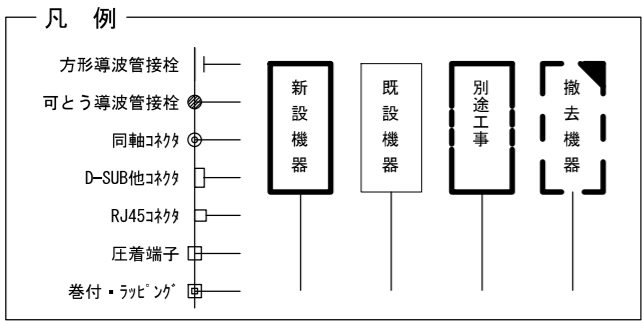 凡 例
方形導波管接栓
可とう導波管接栓
同軸ｺﾈｸﾀ
D-SUB他ｺﾈｸﾀ
RJ45ｺﾈｸﾀ
圧着端子
巻付・ﾗｯﾋﾟﾝｸﾞ
新設機器
既設機器
別途工事
撤去機器